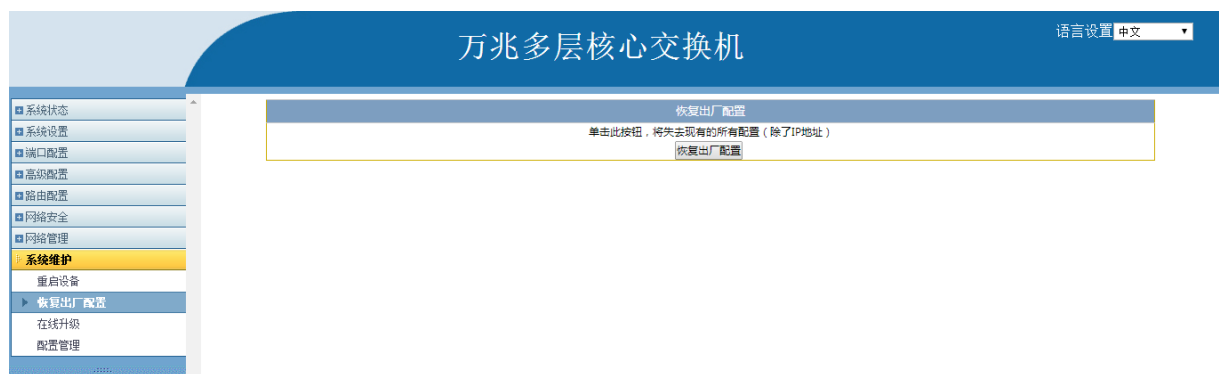 万兆多层核心交换机
语言设置 中文
系统状态
系统设置
端口配置
高级配置
路由配置
网络安全
网络管理
系统维护
重启设备
恢复出厂配置
在线升级
配置管理
恢复出厂配置
单击此按钮，将失去现有的所有配置（除了IP地址）
恢复出厂配置